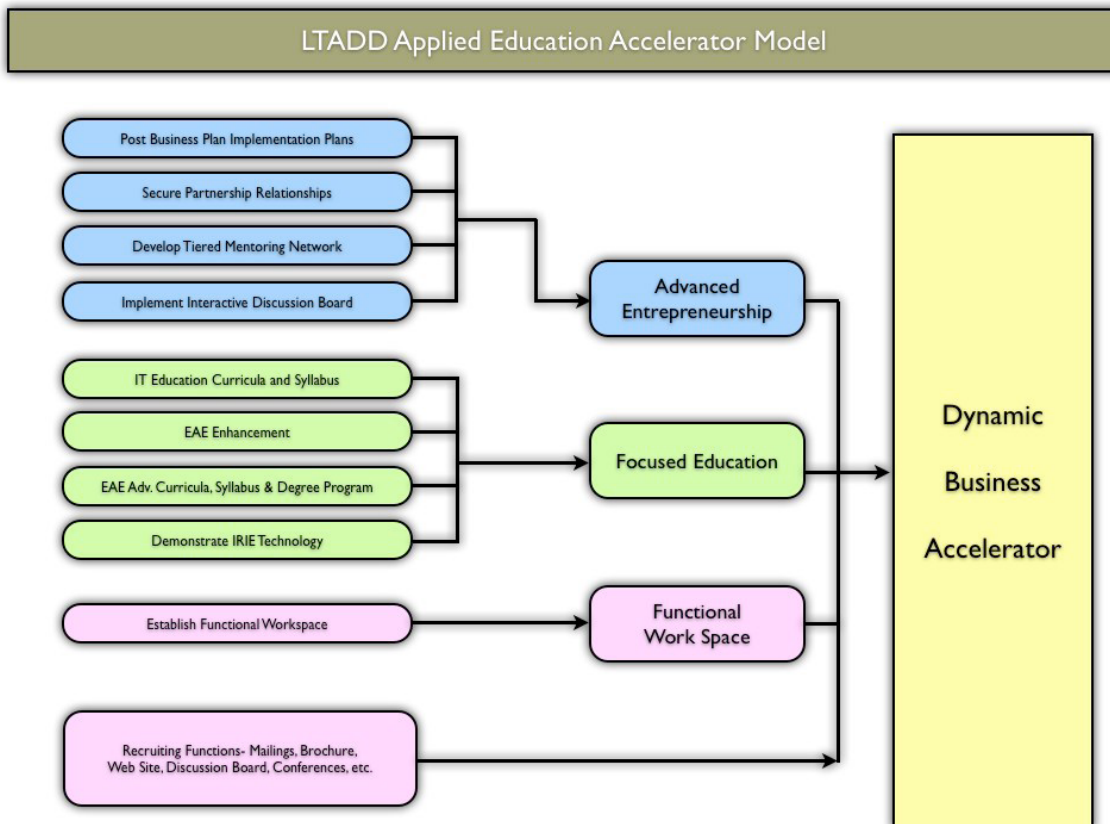 LTADD Applied Education Accelerator Model
Post Business Plan Implementation Plans
Secure Partnership Relationships
Develop Tiered Mentoring Network
Implement Interactive Discussion Board
Advanced
Entrepreneurship
IT Education Curricula and Syllabus
EAE Enhancement
EAE Adv. Curricula, Syllabus & Degree Program
Demonstrate IRIE Technology
Focused Education
Establish Functional Workspace
Functional
Work Space
Recruiting Functions- Mailings, Brochure,
Web Site, Discussion Board, Conferences, etc.
Dynamic
Business
Accelerator